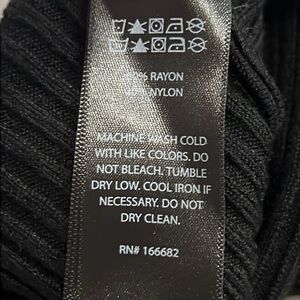 % RAYON
% NYLON
MACHINE WASH COLD
WITH LIKE COLORS. DO
NOT BLEACH. TUMBLE
DRY LOW. COOL IRON IF
NECESSARY. DO NOT
DRY CLEAN.
RN# 166682